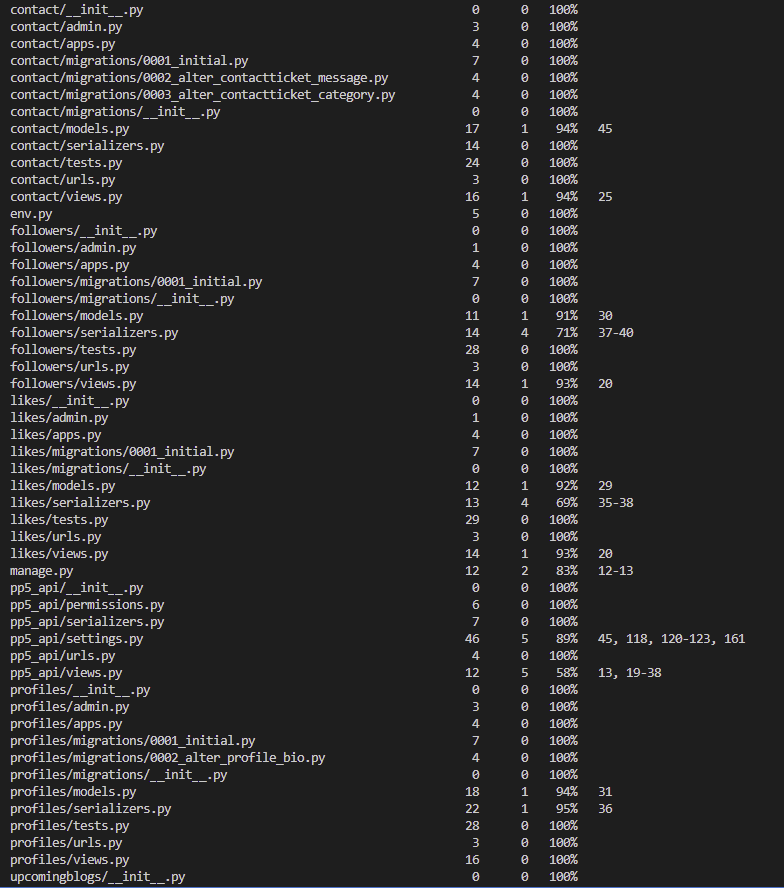 contact/__init__.py 0 0 100%
contact/admin.py 3 0 100%
contact/apps.py 4 0 100%
contact/migrations/0001_initial.py 7 0 100%
contact/migrations/0002_alter_contactticket_message.py 4 0 100%
contact/migrations/0003_alter_contactticket_category.py 4 0 100%
contact/migrations/__init__.py 0 0 100%
contact/models.py 17 1 94% 45
contact/serializers.py 14 0 100%
contact/tests.py 24 0 100%
contact/urls.py 3 0 100%
contact/views.py 16 1 94% 25
env.py 5 0 100%
followers/__init__.py 0 0 100%
followers/admin.py 1 0 100%
followers/apps.py 4 0 100%
followers/migrations/0001_initial.py 7 0 100%
followers/migrations/__init__.py 0 0 100%
followers/models.py 11 1 91% 30
followers/serializers.py 14 4 71% 37-40
followers/tests.py 28 0 100%
followers/urls.py 3 0 100%
followers/views.py 14 1 93% 20
likes/__init__.py 0 0 100%
likes/admin.py 1 0 100%
likes/apps.py 4 0 100%
likes/migrations/0001_initial.py 7 0 100%
likes/migrations/__init__.py 0 0 100%
likes/models.py 12 1 92% 29
likes/serializers.py 13 4 69% 35-38
likes/tests.py 29 0 100%
likes/urls.py 3 0 100%
likes/views.py 14 1 93% 20
manage.py 12 2 83% 12-13
pp5_api/__init__.py 0 0 100%
pp5_api/permissions.py 6 0 100%
pp5_api/serializers.py 7 0 100%
pp5_api/settings.py 46 5 89% 45, 118, 120-123, 161
pp5_api/urls.py 4 0 100%
pp5_api/views.py 12 5 58% 13, 19-38
profiles/__init__.py 0 0 100%
profiles/admin.py 3 0 100%
profiles/apps.py 4 0 100%
profiles/migrations/0001_initial.py 7 0 100%
profiles/migrations/0002_alter_profile_bio.py 4 0 100%
profiles/migrations/__init__.py 0 0 100%
profiles/models.py 18 1 94% 31
profiles/serializers.py 22 1 95% 36
profiles/tests.py 28 0 100%
profiles/urls.py 3 0 100%
profiles/views.py 16 0 100%
upcomingblogs/__init__.py 0 0 100%